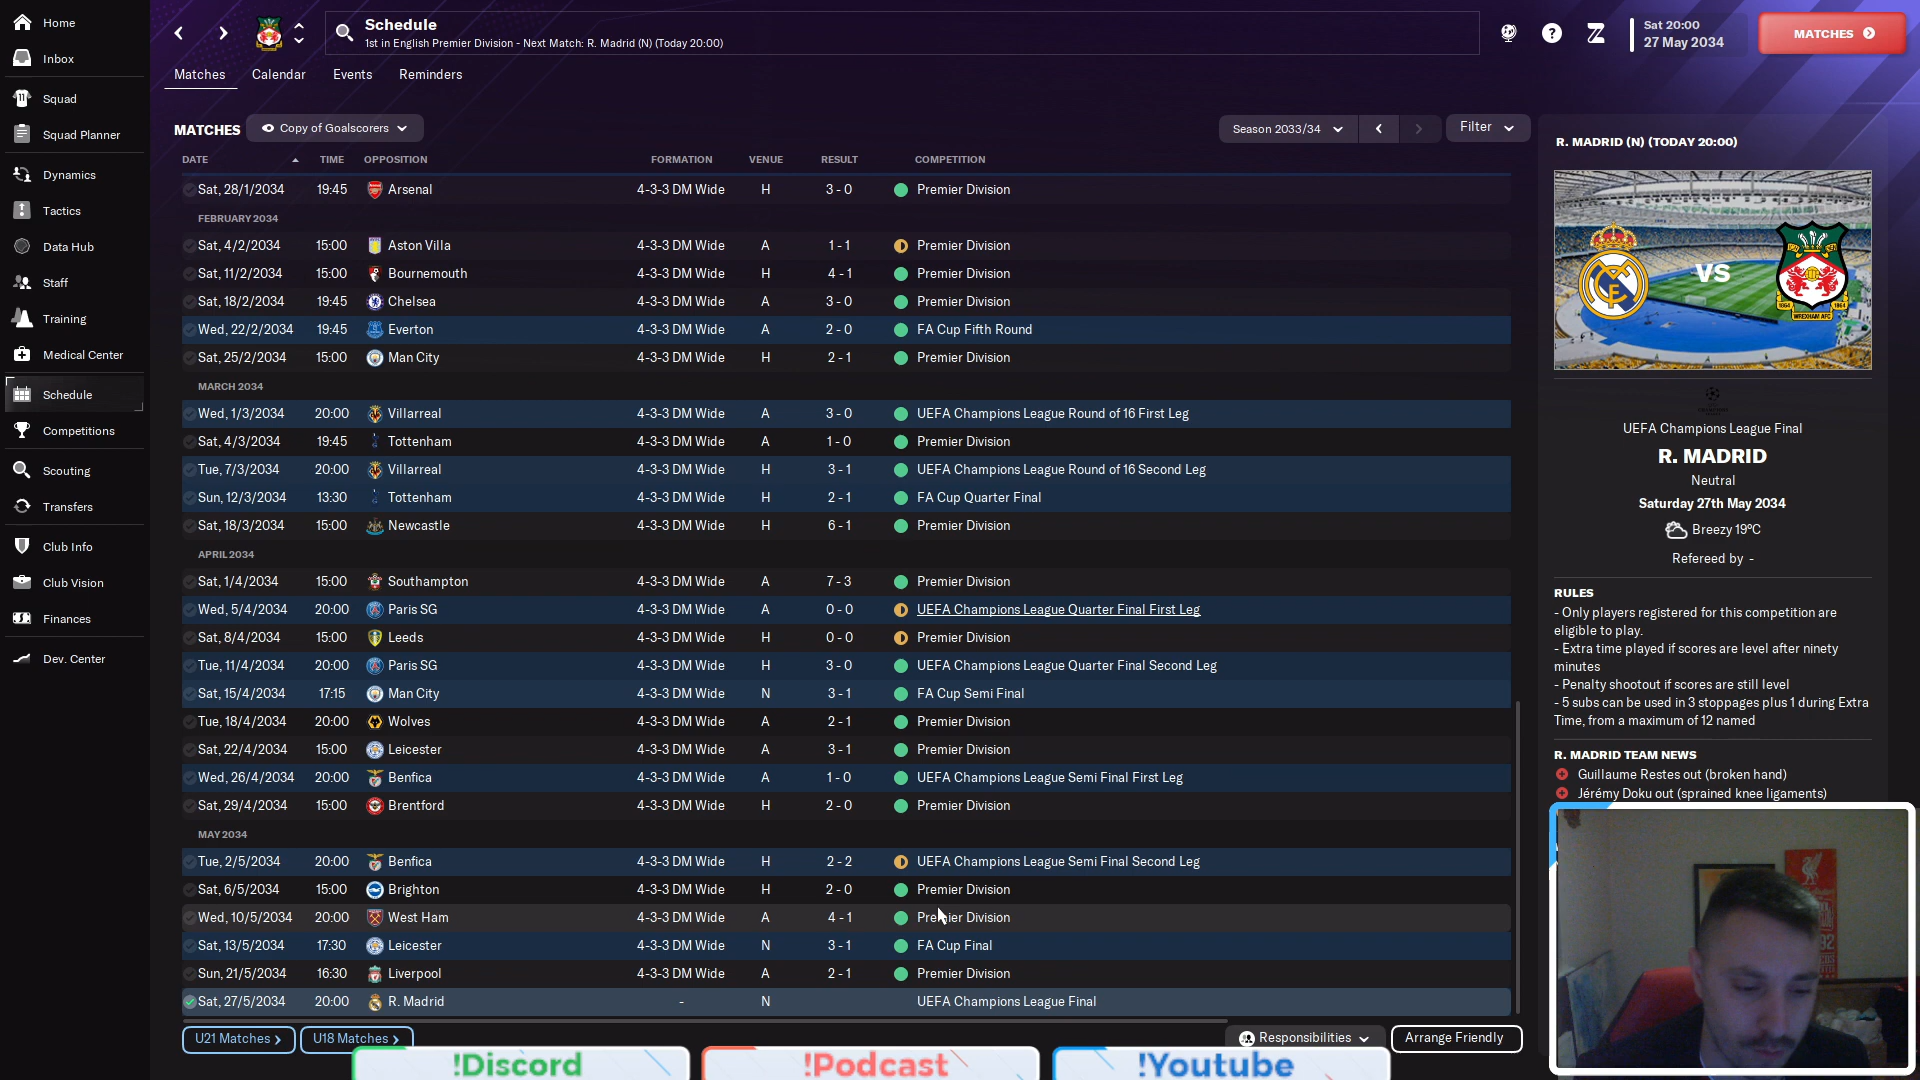 Home
Inbox
Squad
Squad Planner
Dynamics
Tactics
Data Hub
Staff
Training
Medical Center
Schedule
Competitions
Scouting
Transfers
Club Info
Club Vision
Finances
Dev. Center
Schedule
1st in English Premier Division - Next Match: R. Madrid (N) (Today 20:00)
Sat 20:00
27 May 2034
MATCHES
Matches Calendar Events Reminders
MATCHES Copy of Goalscorers Season 2033/34 Filter
DATE TIME OPPOSITION FORMATION VENUE RESULT COMPETITION
Sat, 28/1/2034 19:45 Arsenal 4-3-3 DM Wide H 3 - 0 Premier Division
FEBRUARY 2034
Sat, 4/2/2034 15:00 Aston Villa 4-3-3 DM Wide A 1 - 1 Premier Division
Sat, 11/2/2034 15:00 Bournemouth 4-3-3 DM Wide H 4 - 1 Premier Division
Sat, 18/2/2034 19:45 Chelsea 4-3-3 DM Wide A 3 - 0 Premier Division
Wed, 22/2/2034 19:45 Everton 4-3-3 DM Wide A 2 - 0 FA Cup Fifth Round
Sat, 25/2/2034 15:00 Man City 4-3-3 DM Wide H 2 - 1 Premier Division
MARCH 2034
Wed, 1/3/2034 20:00 Villarreal 4-3-3 DM Wide A 3 - 0 UEFA Champions League Round of 16 First Leg
Sat, 4/3/2034 19:45 Tottenham 4-3-3 DM Wide A 1 - 0 Premier Division
Tue, 7/3/2034 20:00 Villarreal 4-3-3 DM Wide H 3 - 1 UEFA Champions League Round of 16 Second Leg
Sun, 12/3/2034 13:30 Tottenham 4-3-3 DM Wide H 2 - 1 FA Cup Quarter Final
Sat, 18/3/2034 15:00 Newcastle 4-3-3 DM Wide H 6 - 1 Premier Division
APRIL 2034
Sat, 1/4/2034 15:00 Southampton 4-3-3 DM Wide A 7 - 3 Premier Division
Wed, 5/4/2034 20:00 Paris SG 4-3-3 DM Wide A 0 - 0 UEFA Champions League Quarter Final First Leg
Sat, 8/4/2034 15:00 Leeds 4-3-3 DM Wide H 0 - 0 Premier Division
Tue, 11/4/2034 20:00 Paris SG 4-3-3 DM Wide H 3 - 0 UEFA Champions League Quarter Final Second Leg
Sat, 15/4/2034 17:15 Man City 4-3-3 DM Wide N 3 - 1 FA Cup Semi Final
Tue, 18/4/2034 20:00 Wolves 4-3-3 DM Wide A 2 - 1 Premier Division
Sat, 22/4/2034 15:00 Leicester 4-3-3 DM Wide A 3 - 1 Premier Division
Wed, 26/4/2034 20:00 Benfica 4-3-3 DM Wide A 1 - 0 UEFA Champions League Semi Final First Leg
Sat, 29/4/2034 15:00 Brentford 4-3-3 DM Wide H 2 - 0 Premier Division
MAY 2034
Tue, 2/5/2034 20:00 Benfica 4-3-3 DM Wide H 2 - 2 UEFA Champions League Semi Final Second Leg
Sat, 6/5/2034 15:00 Brighton 4-3-3 DM Wide H 2 - 0 Premier Division
Wed, 10/5/2034 20:00 West Ham 4-3-3 DM Wide A 4 - 1 Premier Division
Sat, 13/5/2034 17:30 Leicester 4-3-3 DM Wide N 3 - 1 FA Cup Final
Sun, 21/5/2034 16:30 Liverpool 4-3-3 DM Wide A 2 - 1 Premier Division
Sat, 27/5/2034 20:00 R. Madrid - N UEFA Champions League Final
U21 Matches U18 Matches Responsibilities Arrange Friendly
!Discord !Podcast !Youtube
R. MADRID (N) (TODAY 20:00)
VS
1864 1864
WREXHAM AFC
UEFA Champions League Final
R. MADRID
Neutral
Saturday 27th May 2034
Breezy 19°C
Refereed by -
RULES
- Only players registered for this competition are
eligible to play.
- Extra time played if scores are level after ninety
minutes
- Penalty shootout if scores are still level
- 5 subs can be used in 3 stoppages plus 1 during Extra
Time, from a maximum of 12 named
R. MADRID TEAM NEWS
Guillaume Restes out (broken hand)
Jérémy Doku out (sprained knee ligaments)